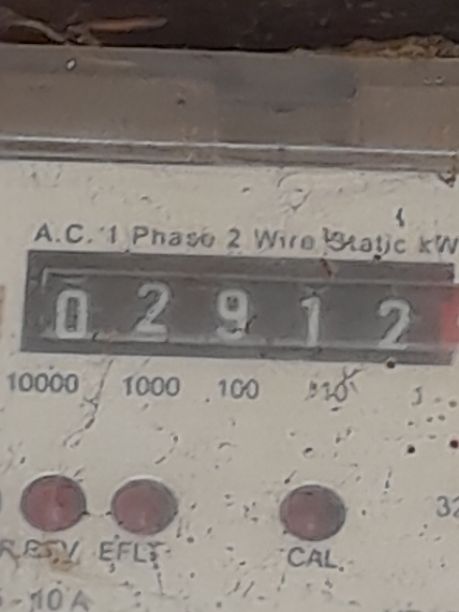 A.C. 1 Phase 2 Wire Static kW
0 2 9 1 2
10000 1000 100 10 1
32
EFLT CAL
10 A